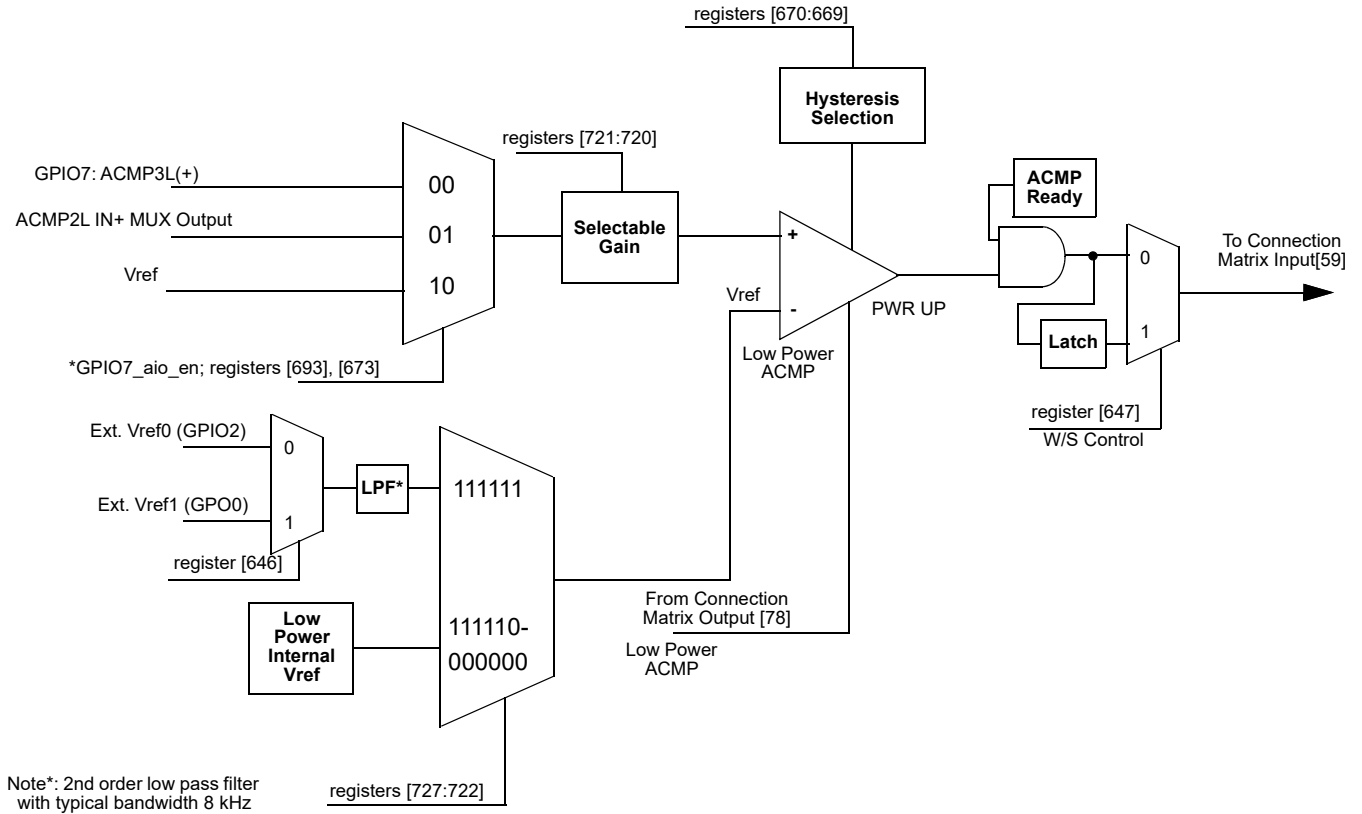 registers [670:669]
Hysteresis
Selection
registers [721:720]
GPIO7: ACMP3L(+)
00
ACMP2L IN+ MUX Output
01
Vref
10
Selectable
Gain
*GPIO7_aio_en; registers [693], [673]
+
Vref
-
PWR UP
Low Power
ACMP
ACMP
Ready
0
To Connection
Matrix Input[59]
Latch
1
register [647]
W/S Control
Ext. Vref0 (GPIO2)
0
Ext. Vref1 (GPO0)
1
register [646]
LPF*
111111
Low
Power
Internal
Vref
111110-
000000
From Connection
Matrix Output [78]
Low Power
ACMP
registers [727:722]
Note*: 2nd order low pass filter
with typical bandwidth 8 kHz